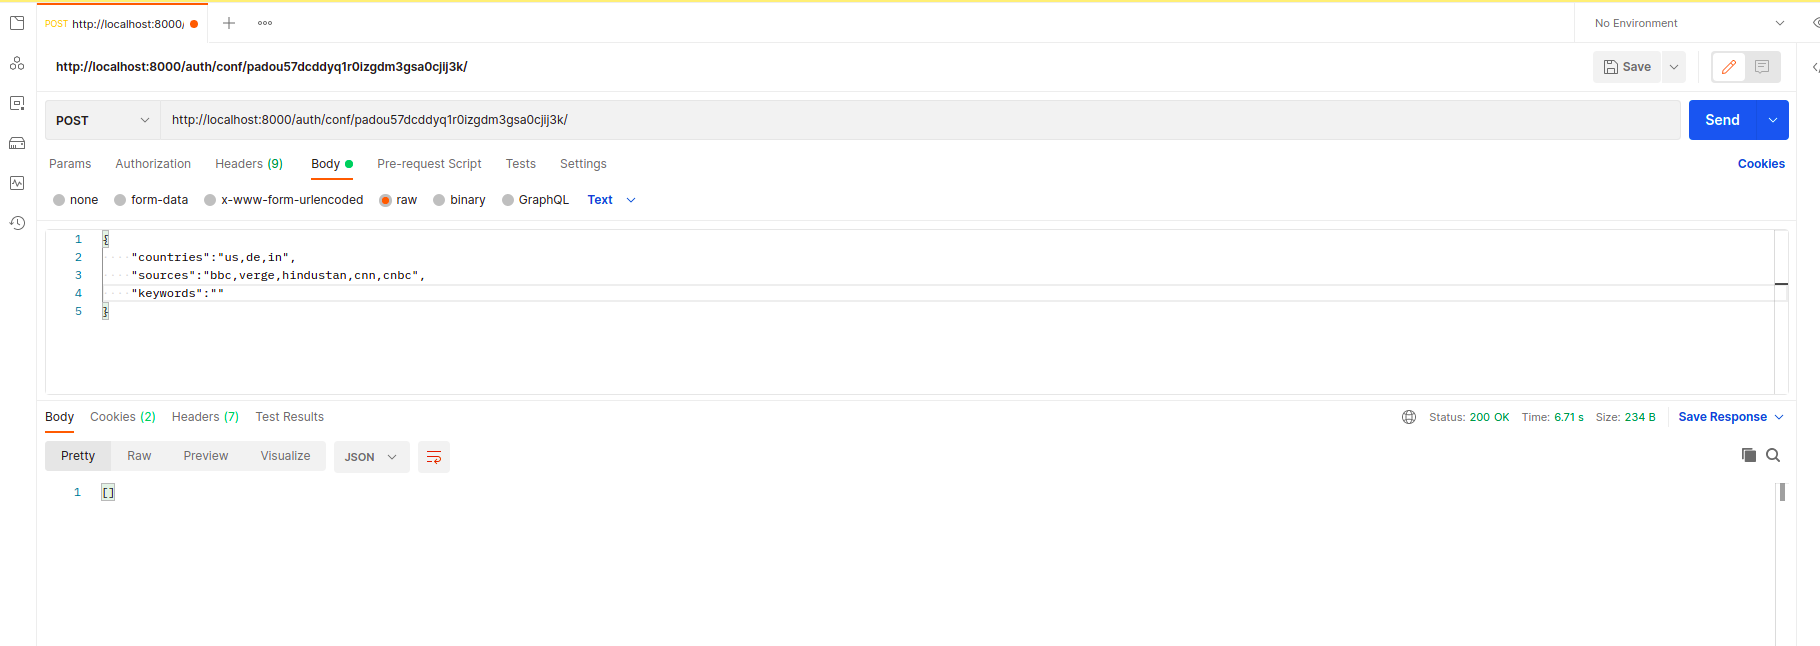 POST http://localhost:8000/
No Environment
http://localhost:8000/auth/conf/padou57dcddyq1r0izgdm3gsa0cjij3k/
Save
POST http://localhost:8000/auth/conf/padou57dcddyq1r0izgdm3gsa0cjij3k/ Send
Params Authorization Headers (9) Body Pre-request Script Tests Settings Cookies
none form-data x-www-form-urlencoded raw binary GraphQL Text
1 {
2 "countries":"us,de,in",
3 "sources":"bbc,verge,hindustan,cnn,cnbc",
4 "keywords":""
5 }
Body Cookies (2) Headers (7) Test Results Status: 200 OK Time: 6.71 s Size: 234 B Save Response
Pretty Raw Preview Visualize JSON
1 []